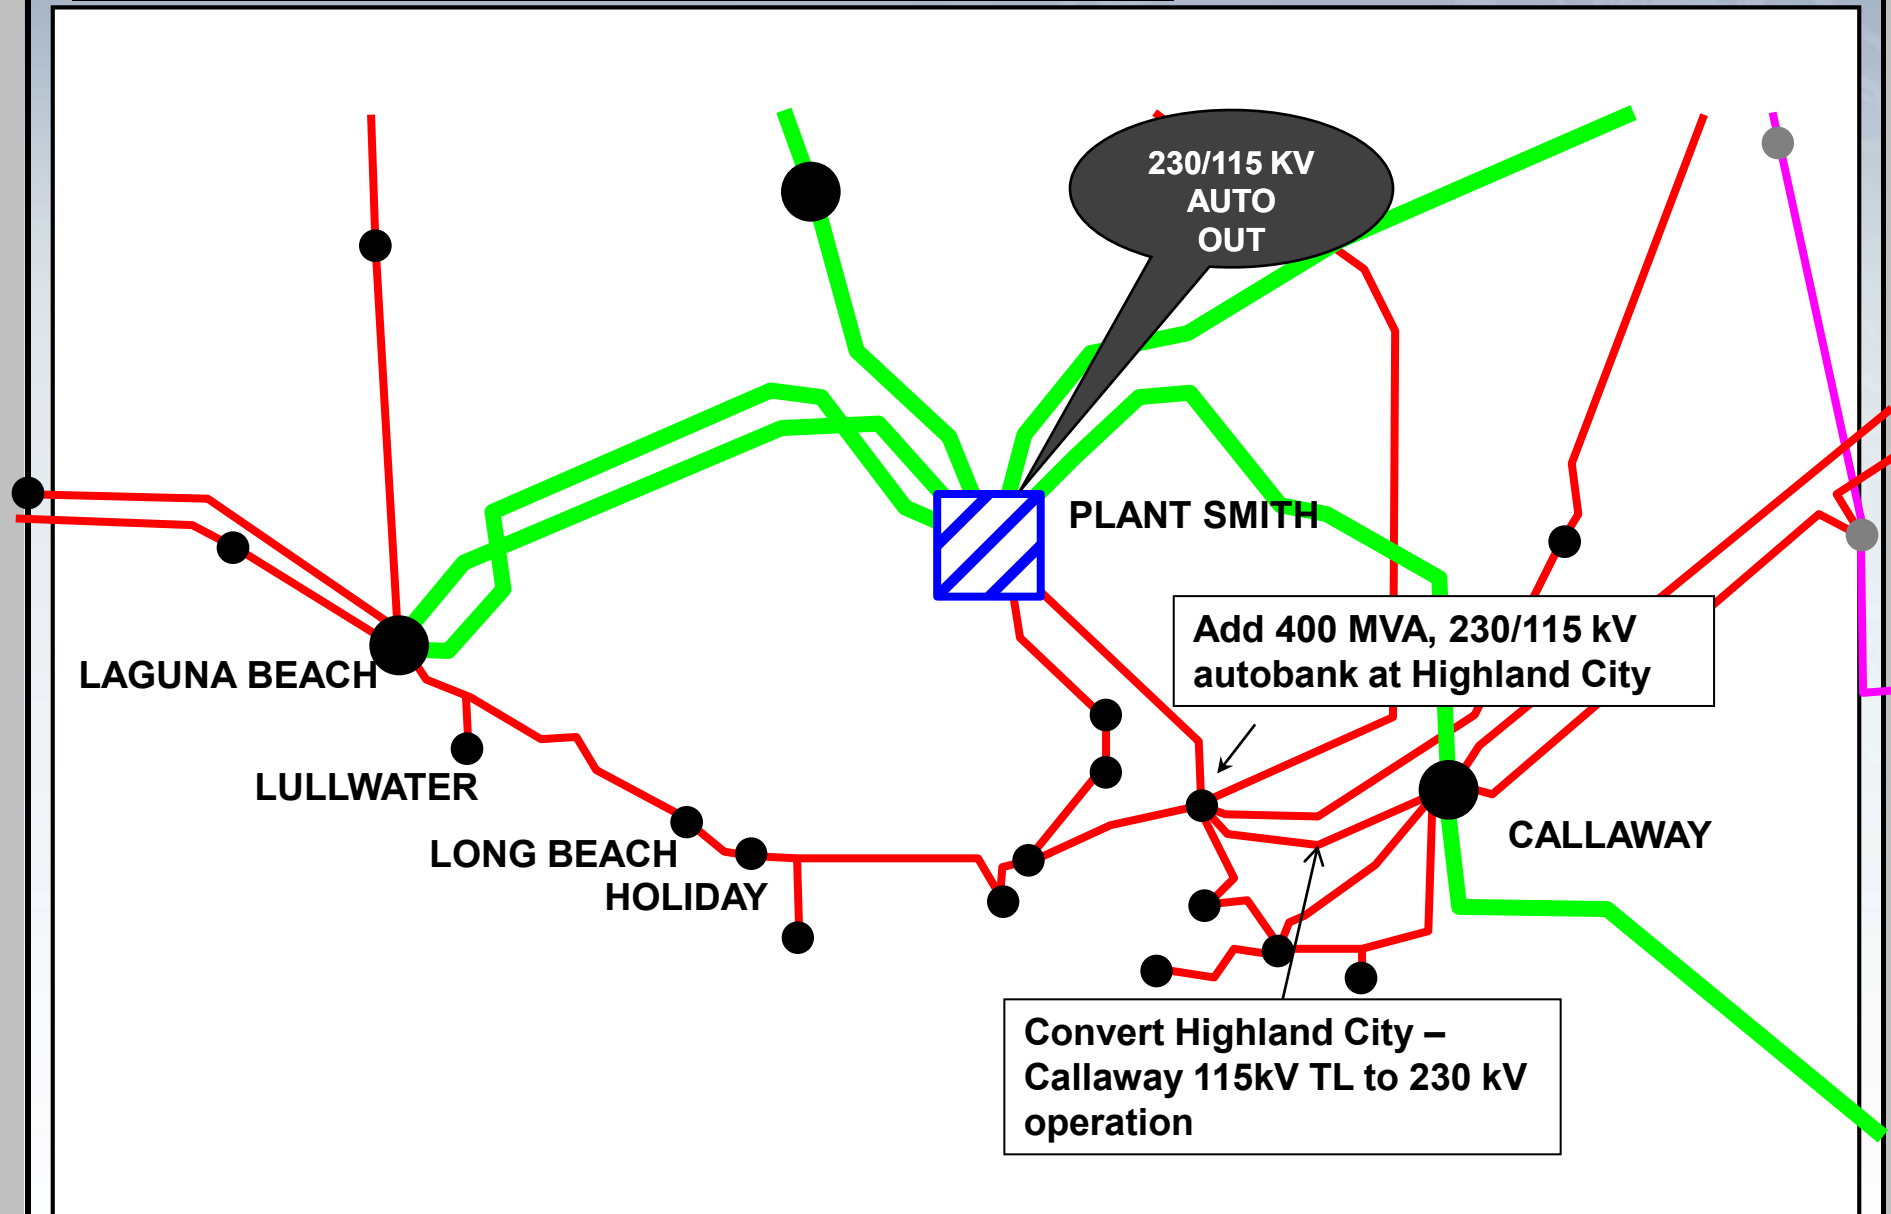 230/115 KV
AUTO
OUT
PLANT SMITH
Add 400 MVA, 230/115 kV
autobank at Highland City
LAGUNA BEACH
LULLWATER
LONG BEACH
HOLIDAY
CALLAWAY
Convert Highland City –
Callaway 115kV TL to 230 kV
operation